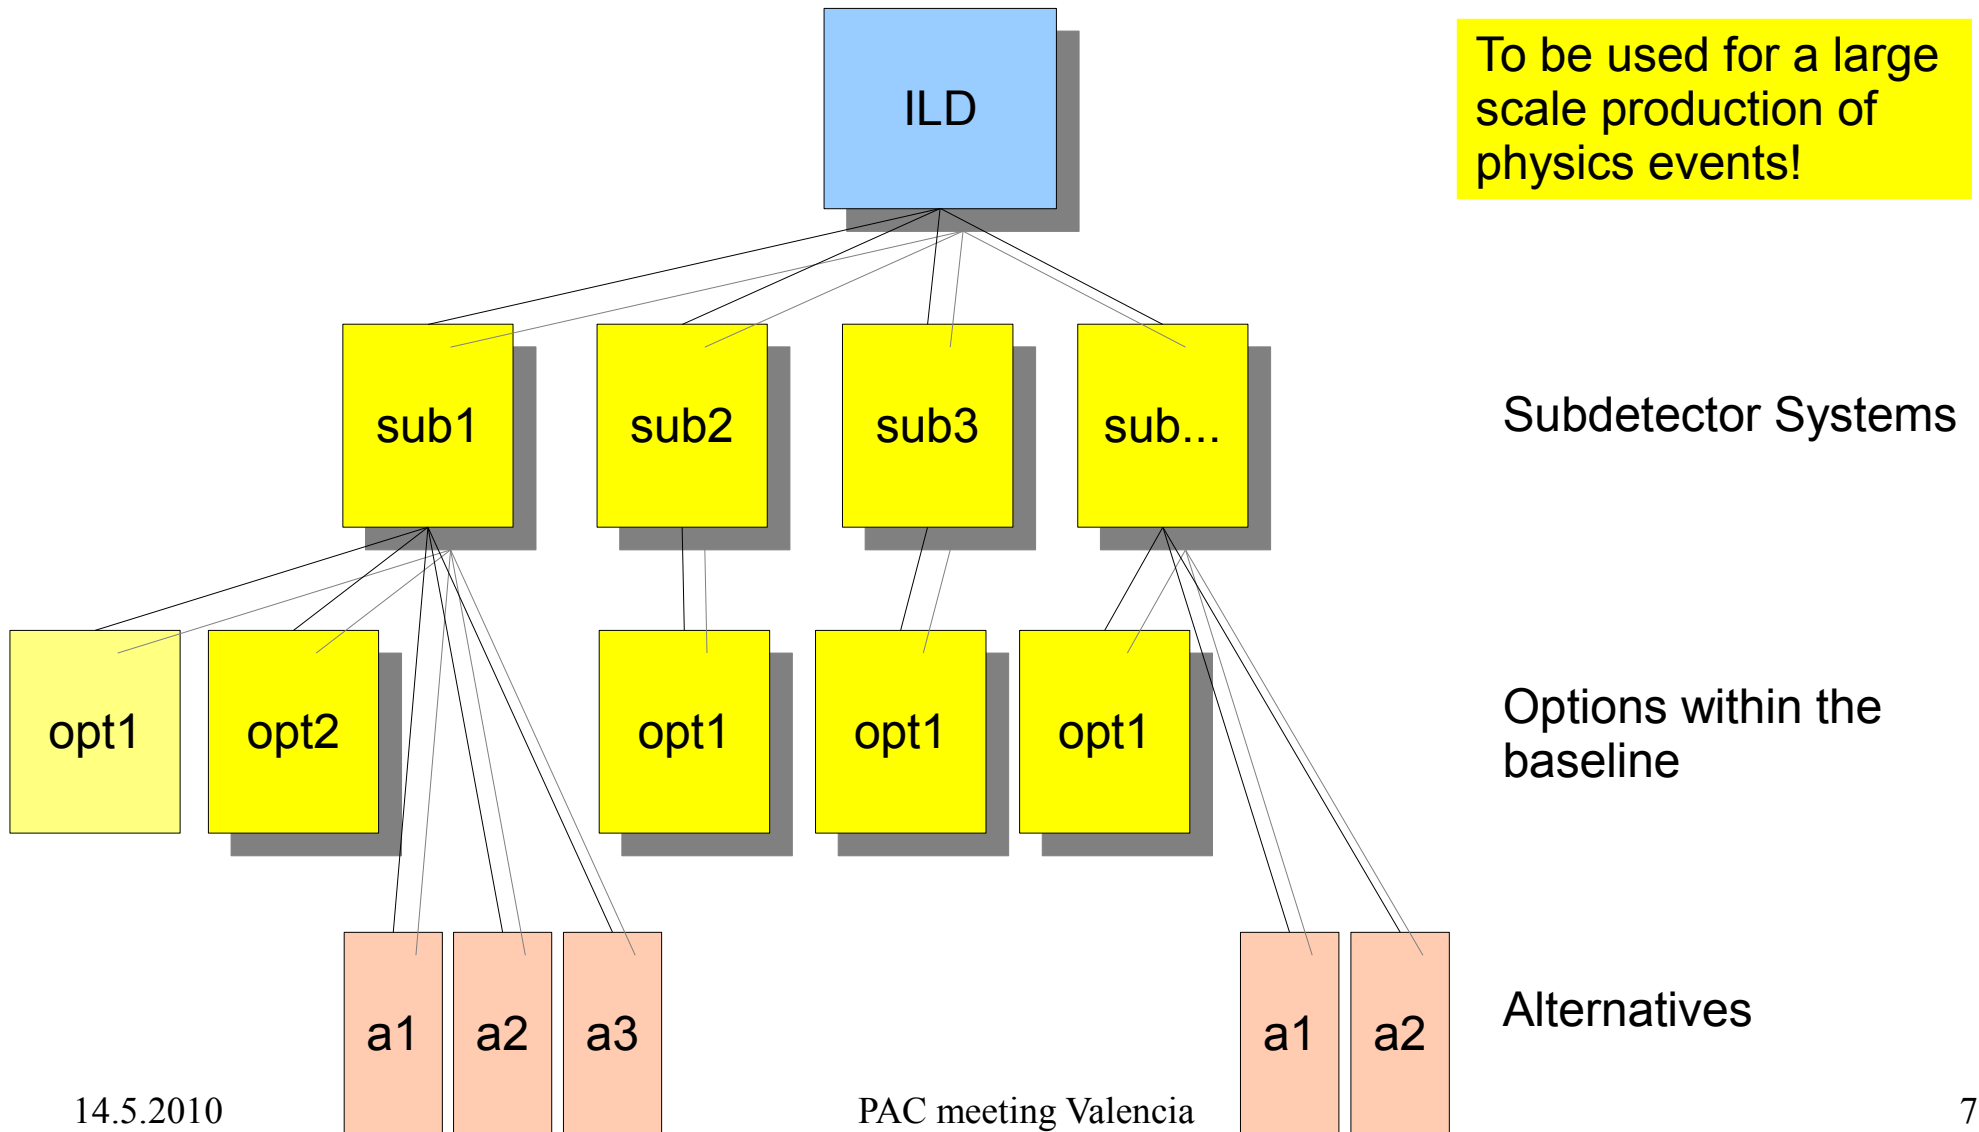 ILD
To be used for a large
scale production of
physics events!
sub1
sub2
sub3
sub...
Subdetector Systems
opt1
opt2
opt1
opt1
opt1
Options within the
baseline
a1
a2
a3
a1
a2
Alternatives
14.5.2010
PAC meeting Valencia
7